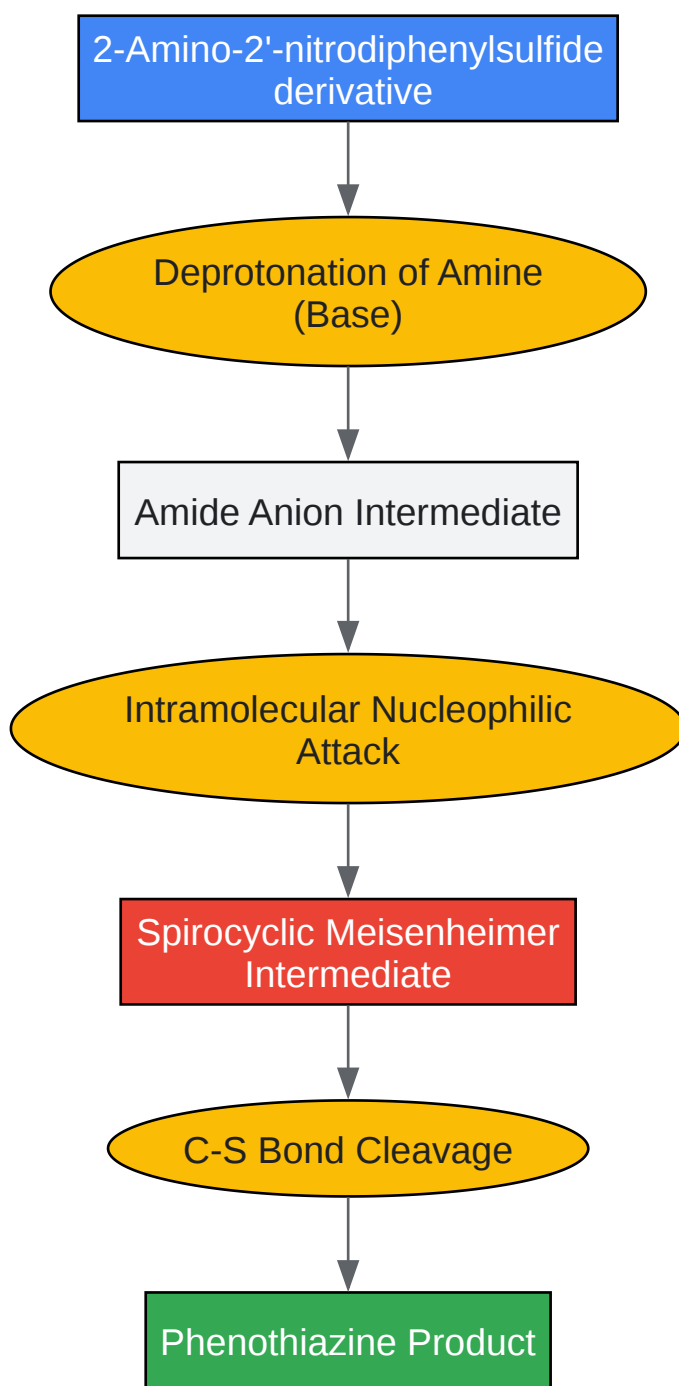 2-Amino-2'-nitrodiphenylsulfide
derivative
Deprotonation of Amine
(Base)
Amide Anion Intermediate
Intramolecular Nucleophilic
Attack
Spirocyclic Meisenheimer
Intermediate
C-S Bond Cleavage
Phenothiazine Product